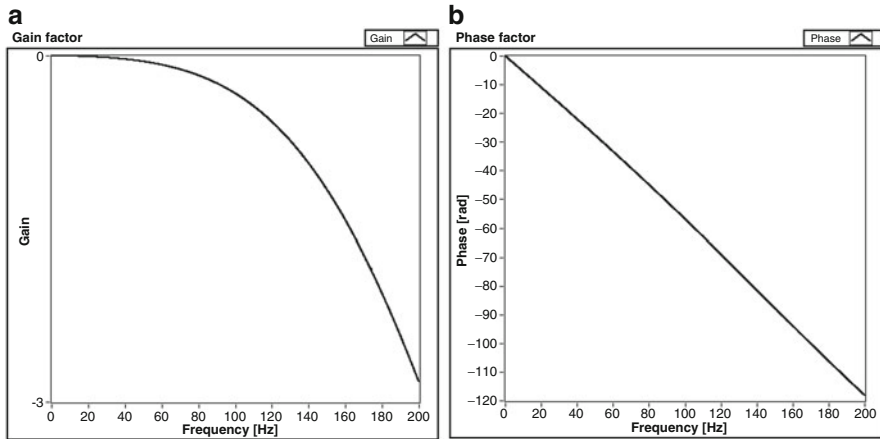 a
Gain factor
Gain
0
-3
Gain
0 20 40 60 80 100 120 140 160 180 200
Frequency [Hz]
b
Phase factor
Phase
0
−10
−20
−30
−40
−50
−60
−70
−80
−90
−100
−110
−120
Phase [rad]
0 20 40 60 80 100 120 140 160 180 200
Frequency [Hz]